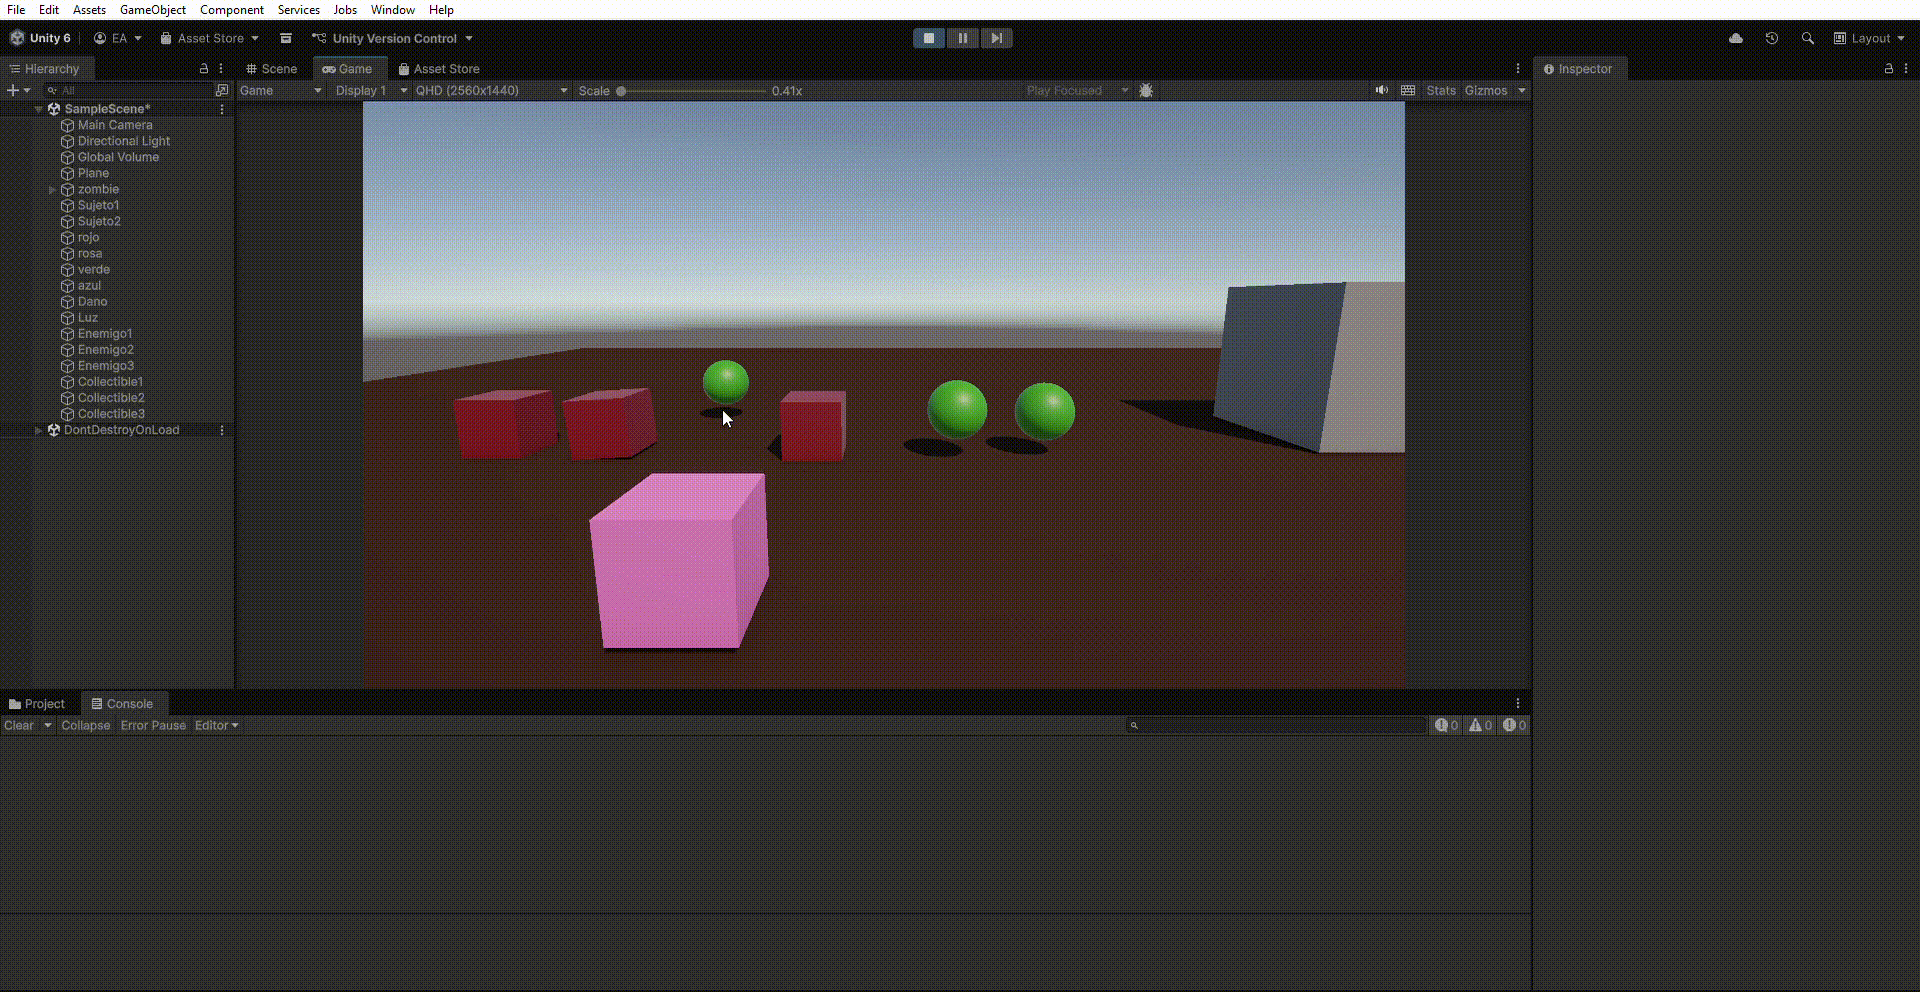 File Edit Assets GameObject Component Services Jobs Window Help
Unity 6 EA Asset Store Unity Version Control Layout
Hierarchy Scene Game Asset Store Inspector
All Game Display 1 QHD (2560x1440) Scale 0.41x Play Focused Stats Gizmos
SampleScene*
Main Camera
Directional Light
Global Volume
Plane
zombie
Sujeto1
Sujeto2
rojo
rosa
verde
azul
Dano
Luz
Enemigo1
Enemigo2
Enemigo3
Collectible1
Collectible2
Collectible3
DontDestroyOnLoad
Project Console
Clear Collapse Error Pause Editor 0 0 0